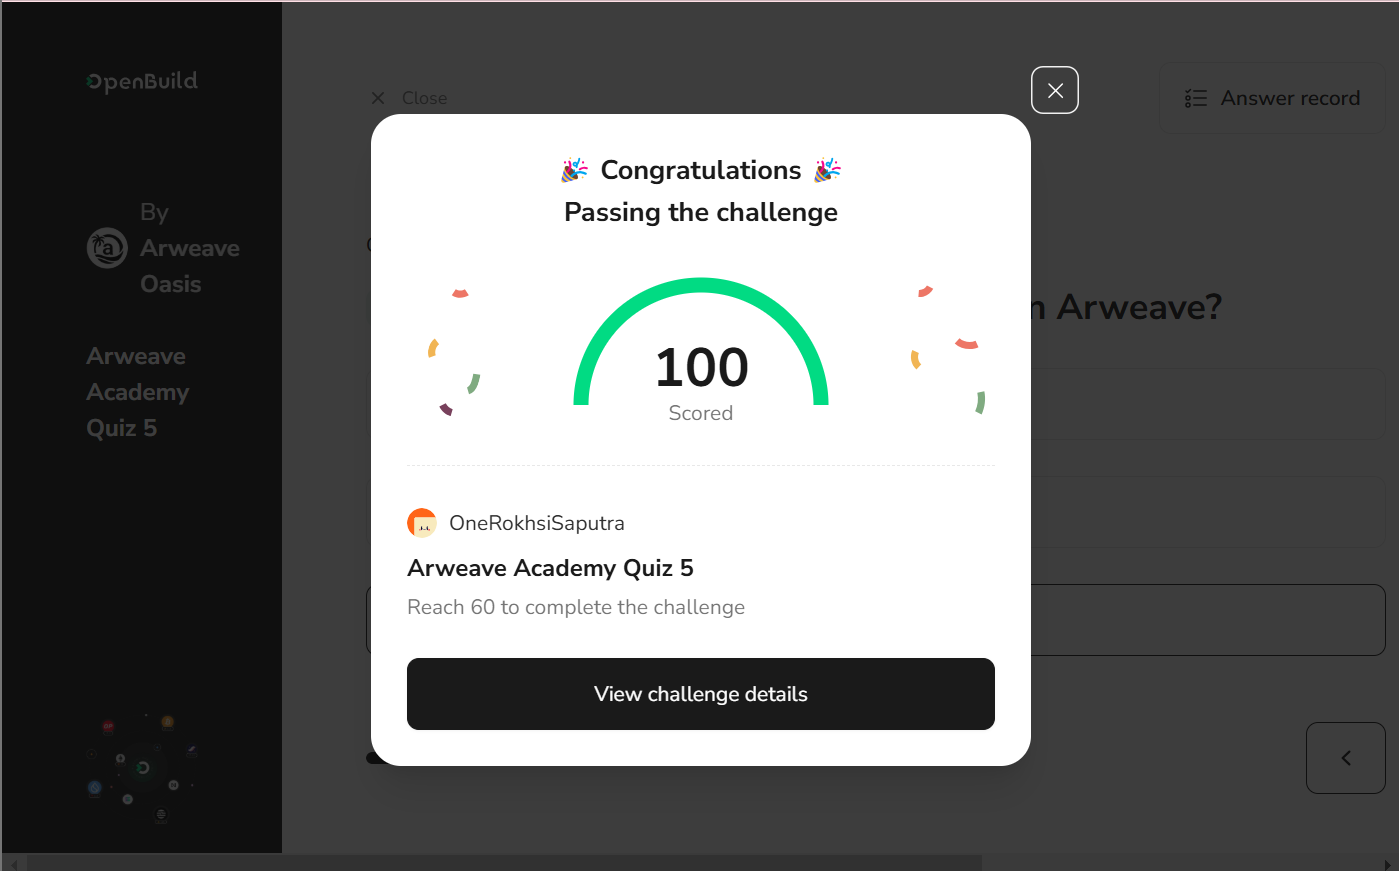 OpenBuild
By
Arweave
Oasis
Arweave
Academy
Quiz 5
Close
Answer record
n Arweave?
Congratulations
Passing the challenge
100
Scored
OneRokhsiSaputra
Arweave Academy Quiz 5
Reach 60 to complete the challenge
View challenge details